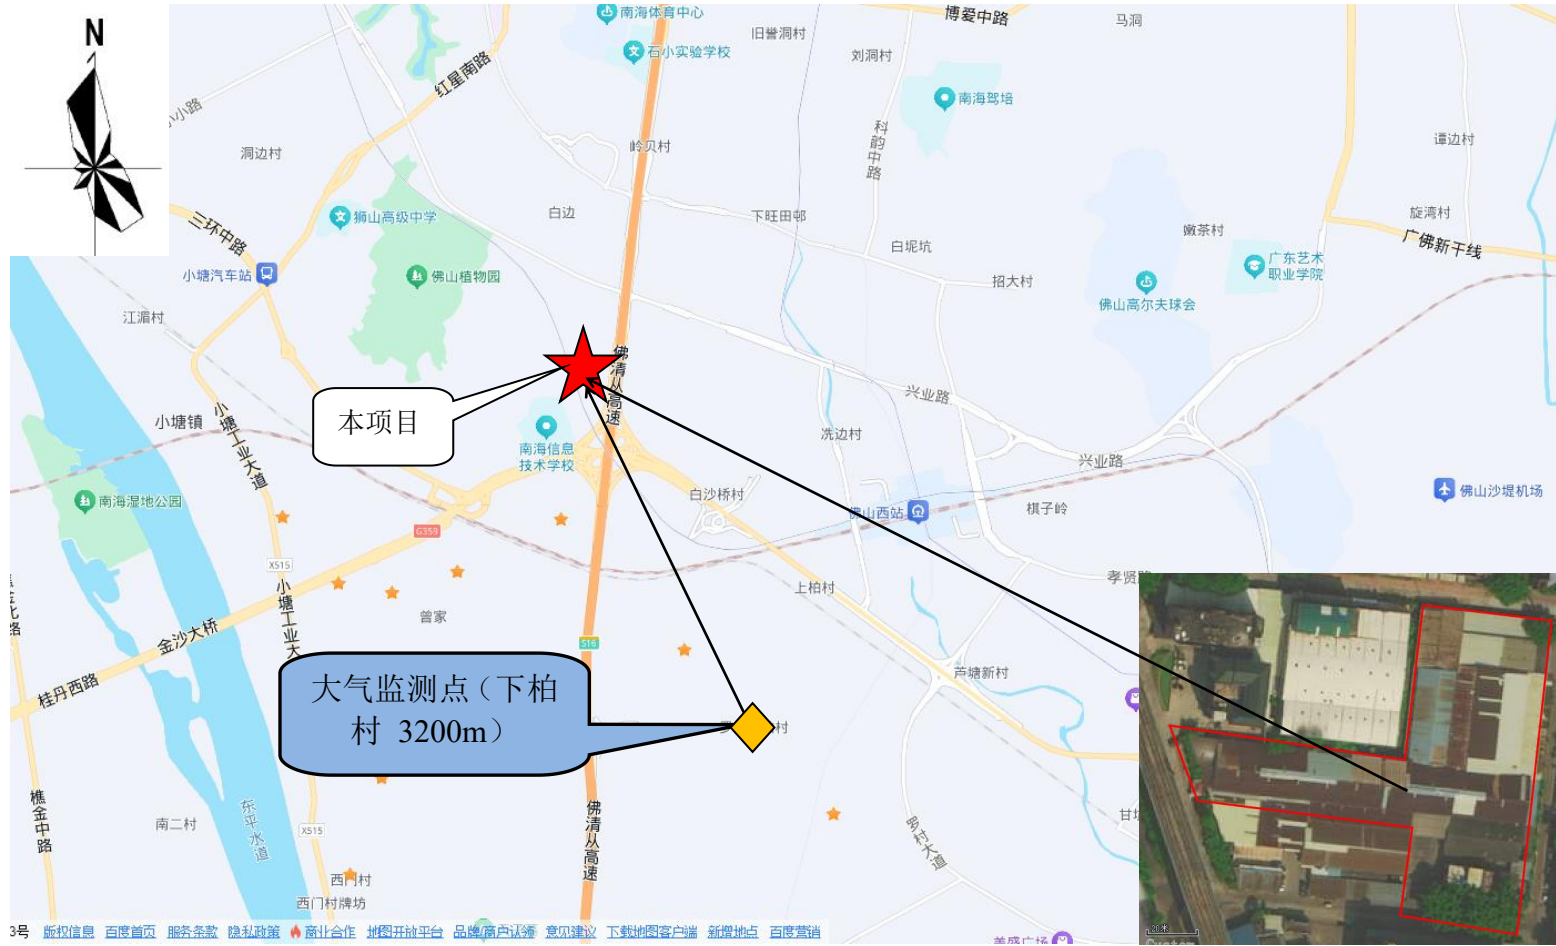 N
南海体育中心
博爱中路
马洞
旧誉洞村
石小实验学校
刘洞村
红星南路
南海驾培
小路
科韵中路
谭边村
岭贝村
洞边村
狮山高级中学
白边
下旺田邨
旋湾村
三环中路
嫩茶村
广佛新干线
白坭坑
小塘汽车站
佛山植物园
招大村
广东艺术
职业学院
佛山高尔夫球会
江湄村
佛清从高速
本项目
兴业路
小塘镇
小塘工业大道
南海信息
技术学校
冼边村
兴业路
白沙桥村
佛山西站
棋子岭
佛山沙堤机场
南海湿地公园
G359
X515
孝贤
上柏村
小塘工业大
曾家
金沙大桥
S16
桂丹西路
芦塘新村
大气监测点（下柏
村 3200m）
村
樵金中路
南二村
东平水道
X515
佛清从高速
罗村大道
甘
西门村
西门村牌坊
美盛广场
3号 版权信息 百度首页 服务条款 隐私政策 商业合作 地图开放平台 品牌/商户认领 意见建议 下载地图客户端 新增地点 百度营销
20米